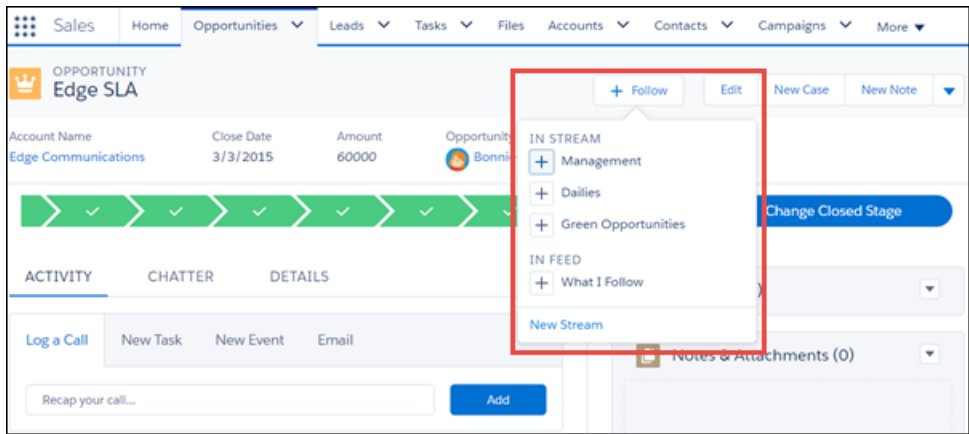 Sales Home Opportunities Leads Tasks Files Accounts Contacts Campaigns More
OPPORTUNITY
Edge SLA
+ Follow Edit New Case New Note
Account Name Close Date Amount Opportunity
Edge Communications 3/3/2015 60000
IN STREAM
Management
Dailies
Green Opportunities
Change Closed Stage
IN FEED
What I Follow
New Stream
ACTIVITY CHATTER DETAILS
Log a Call New Task New Event Email
Notes & Attachments (0)
Recap your call... Add